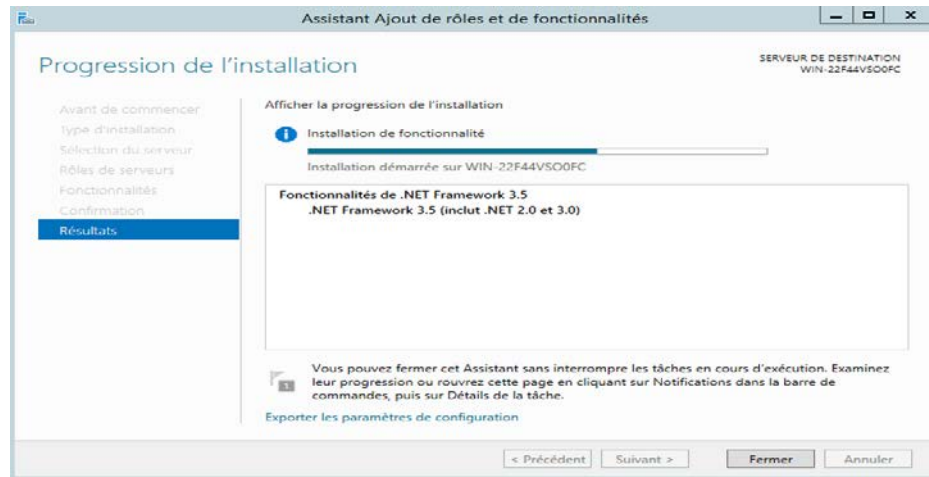 Assistant Ajout de rôles et de fonctionnalités
Progression de l'installation
SERVEUR DE DESTINATION
WIN-22F44VSO0FC
Avant de commencer
Type d'installation
Sélection du serveur
Rôles de serveurs
Fonctionnalités
Confirmation
Résultats
Afficher la progression de l'installation
Installation de fonctionnalité
Installation démarrée sur WIN-22F44VSO0FC
Fonctionnalités de .NET Framework 3.5
.NET Framework 3.5 (inclut .NET 2.0 et 3.0)
Vous pouvez fermer cet Assistant sans interrompre les tâches en cours d'exécution. Examinez
leur progression ou rouvrez cette page en cliquant sur Notifications dans la barre de
commandes, puis sur Détails de la tâche.
Exporter les paramètres de configuration
< Précédent
Suivant >
Fermer
Annuler